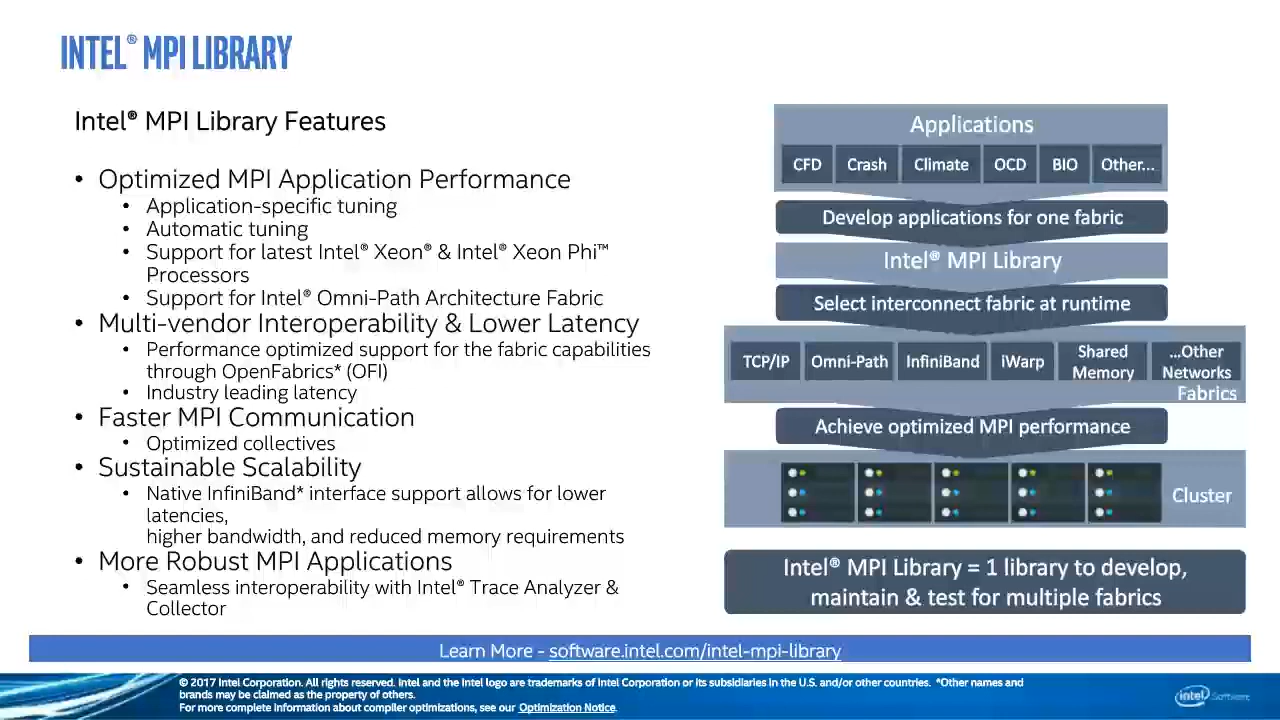 INTEL® MPI LIBRARY
Intel® MPI Library Features
• Optimized MPI Application Performance
• Application-specific tuning
• Automatic tuning
• Support for latest Intel® Xeon® & Intel® Xeon Phi™
Processors
• Support for Intel® Omni-Path Architecture Fabric
• Multi-vendor Interoperability & Lower Latency
• Performance optimized support for the fabric capabilities
through OpenFabrics* (OFI)
• Industry leading latency
• Faster MPI Communication
• Optimized collectives
• Sustainable Scalability
• Native InfiniBand* interface support allows for lower
latencies,
higher bandwidth, and reduced memory requirements
• More Robust MPI Applications
• Seamless interoperability with Intel® Trace Analyzer &
Collector
Applications
CFD Crash Climate OCD BIO Other...
Develop applications for one fabric
Intel® MPI Library
Select interconnect fabric at runtime
TCP/IP Omni-Path InfiniBand iWarp Shared Memory ...Other Networks
Fabrics
Achieve optimized MPI performance
Cluster
Intel® MPI Library = 1 library to develop,
maintain & test for multiple fabrics
Learn More - software.intel.com/intel-mpi-library
© 2017 Intel Corporation. All rights reserved. Intel and the Intel logo are trademarks of Intel Corporation or its subsidiaries in the U.S. and/or other countries. *Other names and
brands may be claimed as the property of others.
For more complete information about compiler optimizations, see our Optimization Notice.
intel Software